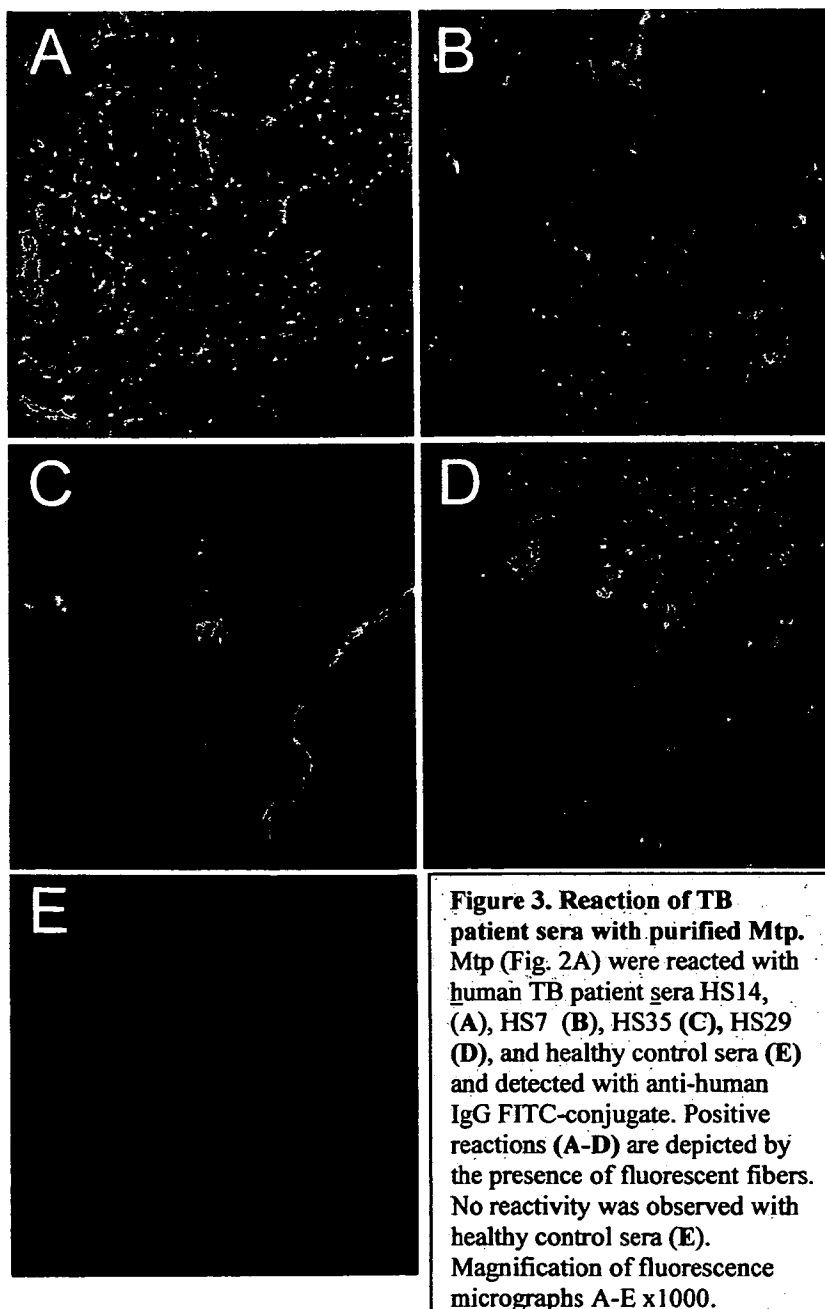 A
B
C
D
E
Figure 3. Reaction of TB
patient sera with purified Mtp.
Mtp (Fig. 2A) were reacted with
human TB patient sera HS14,
(A), HS7 (B), HS35 (C), HS29
(D), and healthy control sera (E)
and detected with anti-human
IgG FITC-conjugate. Positive
reactions (A-D) are depicted by
the presence of fluorescent fibers.
No reactivity was observed with
healthy control sera (E).
Magnification of fluorescence
micrographs A-E x1000.